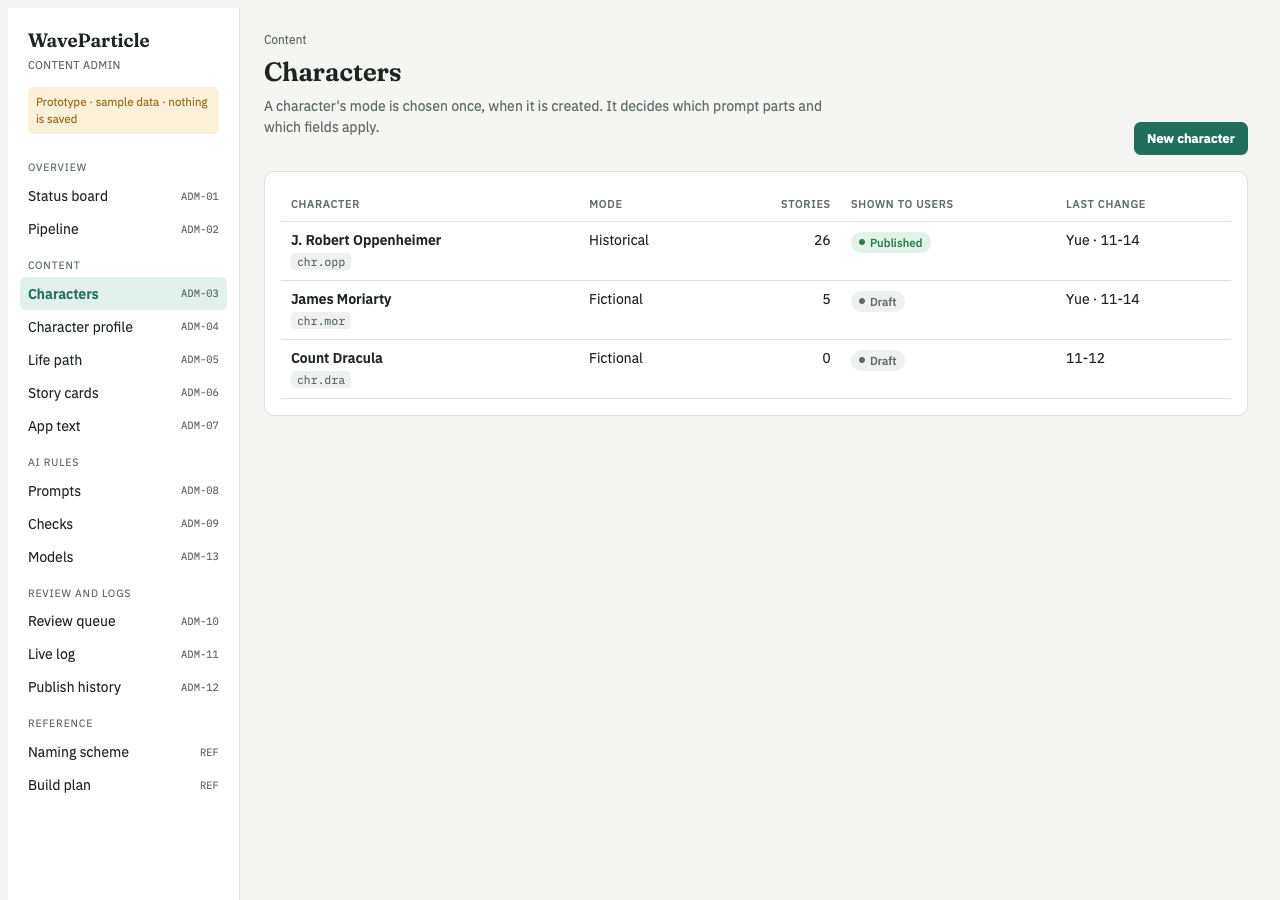 WaveParticle
CONTENT ADMIN
Prototype · sample data · nothing
is saved
OVERVIEW
Status board ADM-01
Pipeline ADM-02
CONTENT
Characters ADM-03
Character profile ADM-04
Life path ADM-05
Story cards ADM-06
App text ADM-07
AI RULES
Prompts ADM-08
Checks ADM-09
Models ADM-13
REVIEW AND LOGS
Review queue ADM-10
Live log ADM-11
Publish history ADM-12
REFERENCE
Naming scheme REF
Build plan REF
Content
Characters
A character's mode is chosen once, when it is created. It decides which prompt parts and
which fields apply.
New character
CHARACTER MODE STORIES SHOWN TO USERS LAST CHANGE
J. Robert Oppenheimer Historical 26 Published Yue · 11-14
chr.opp
James Moriarty Fictional 5 Draft Yue · 11-14
chr.mor
Count Dracula Fictional 0 Draft 11-12
chr.dra